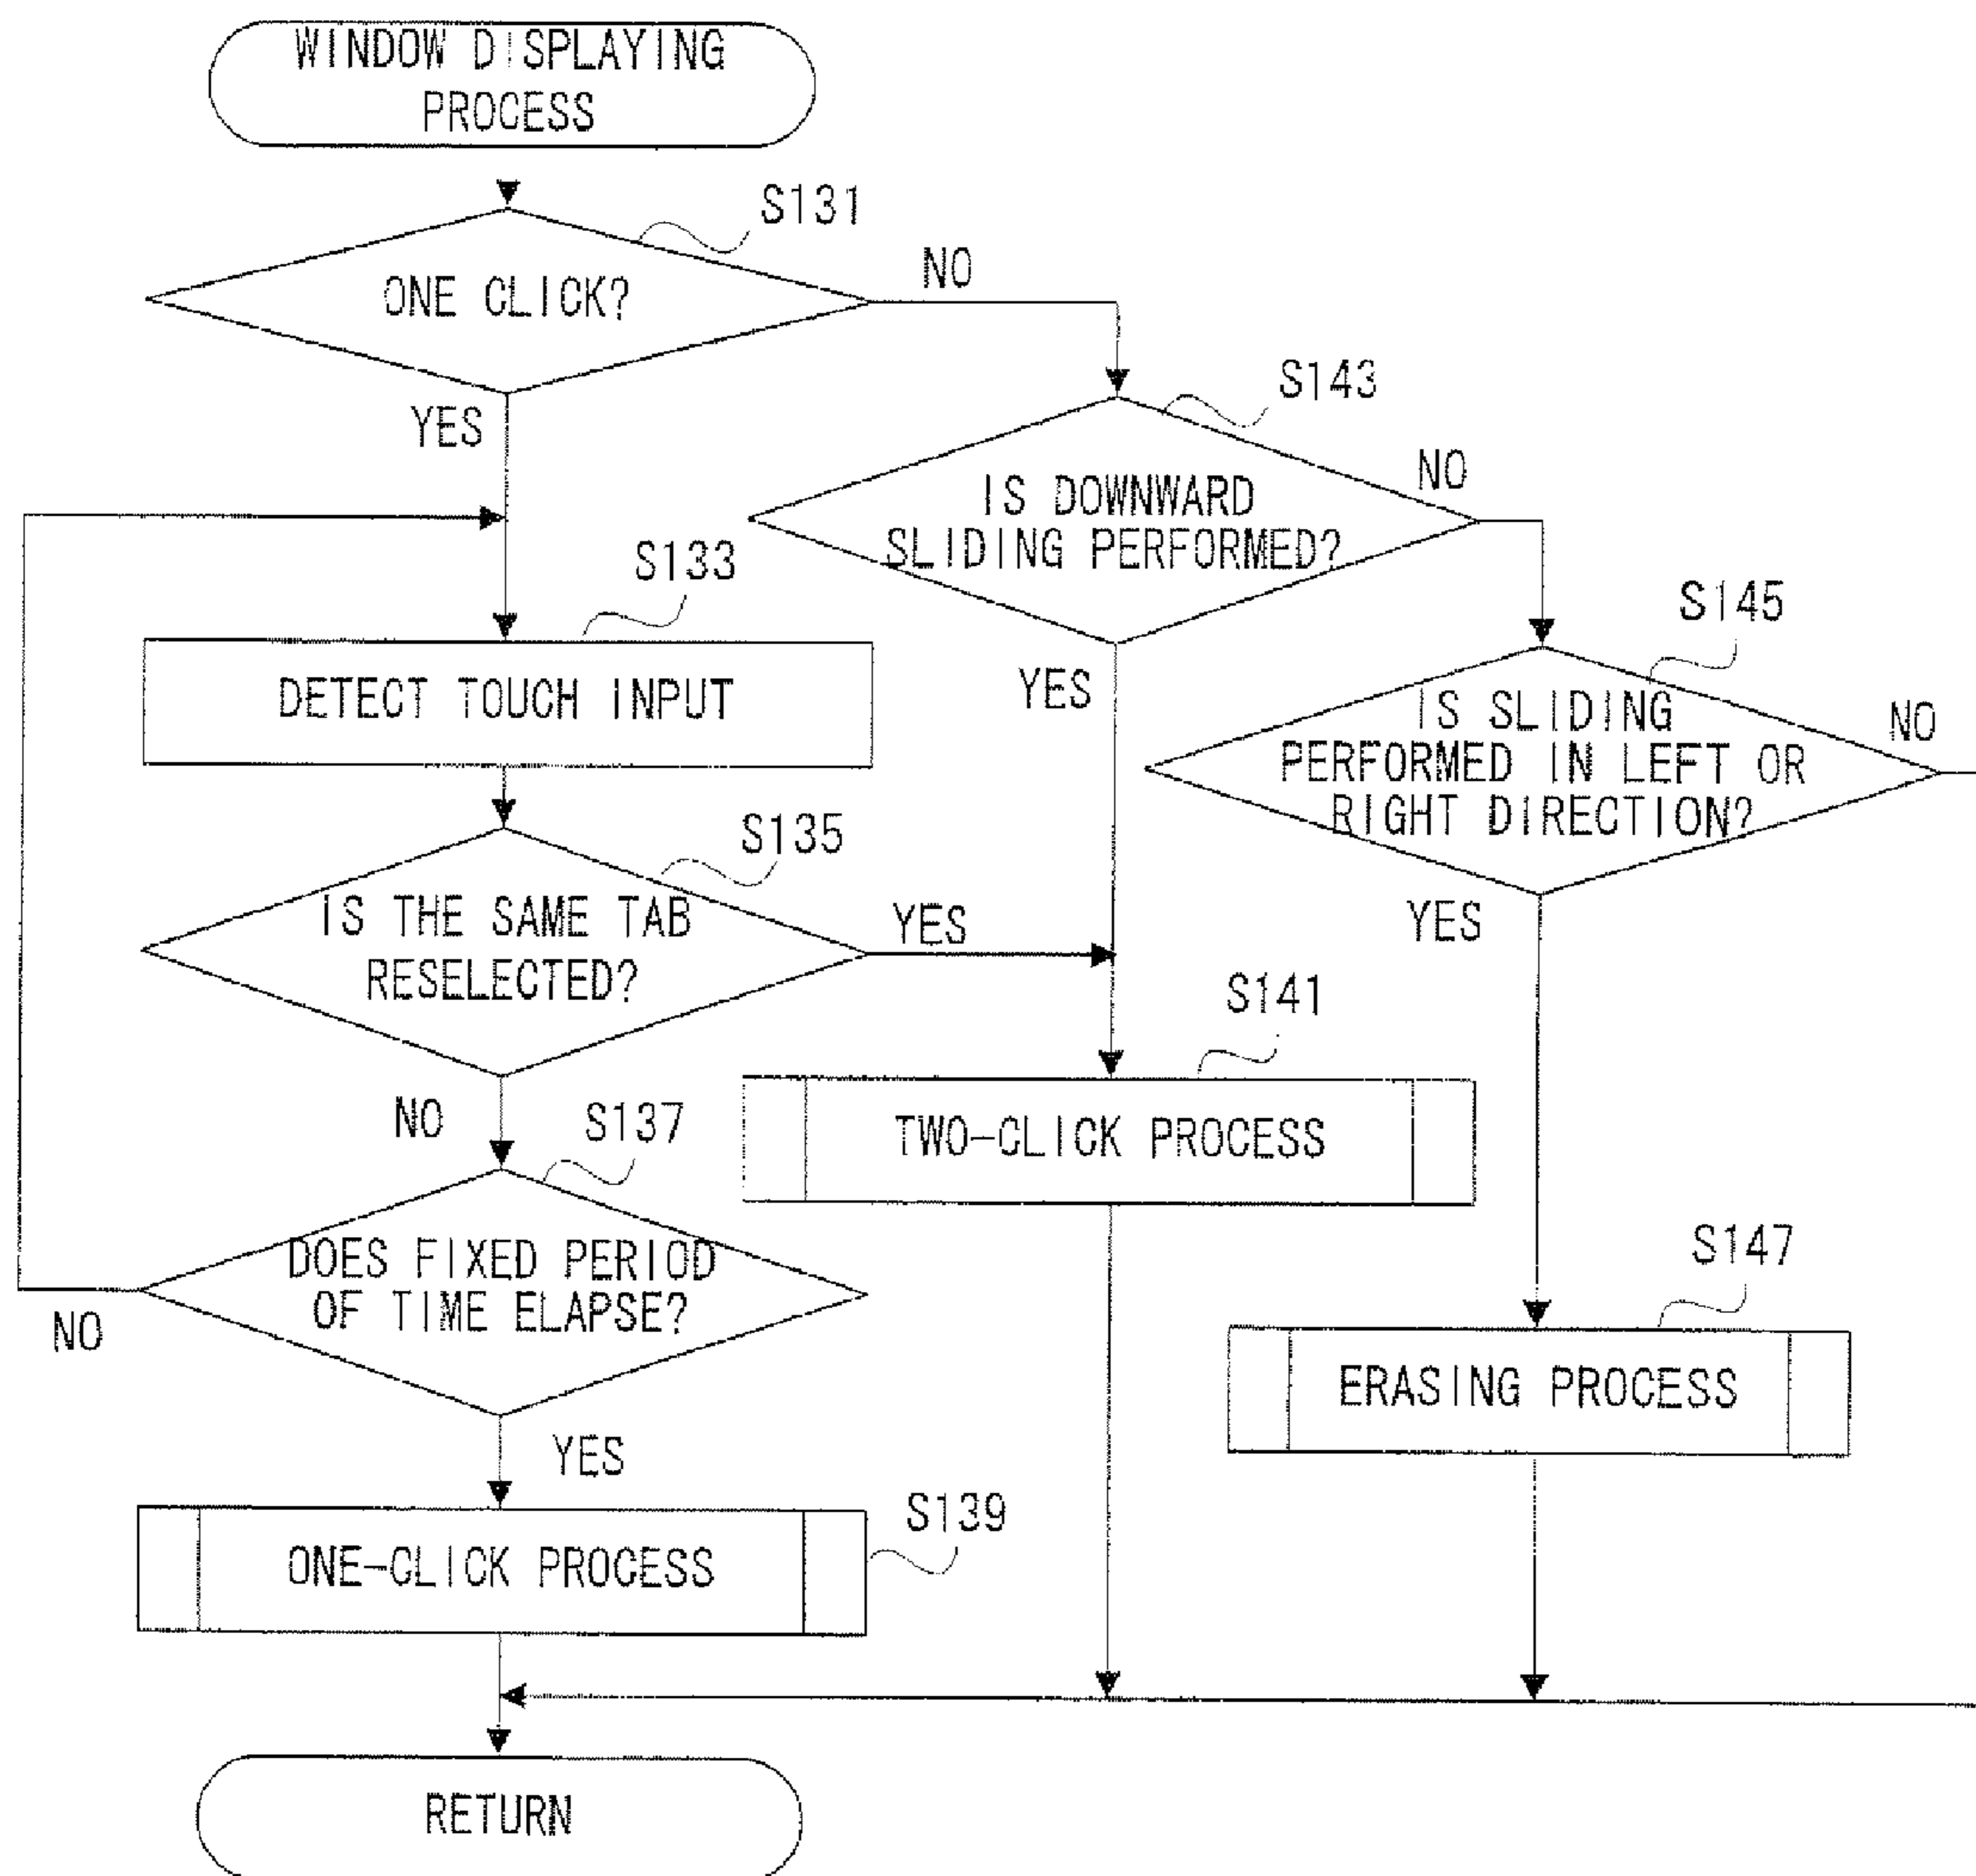 WINDOW DISPLAYING
PROCESS
S131
ONE CLICK?
NO
YES
S143
IS DOWNWARD
SLIDING PERFORMED?
NO
YES
S133
DETECT TOUCH INPUT
S145
IS SLIDING
PERFORMED IN LEFT OR
RIGHT DIRECTION?
NO
YES
S135
IS THE SAME TAB
RESELECTED?
YES
NO
S141
TWO-CLICK PROCESS
S137
DOES FIXED PERIOD
OF TIME ELAPSE?
NO
YES
S147
ERASING PROCESS
S139
ONE-CLICK PROCESS
RETURN